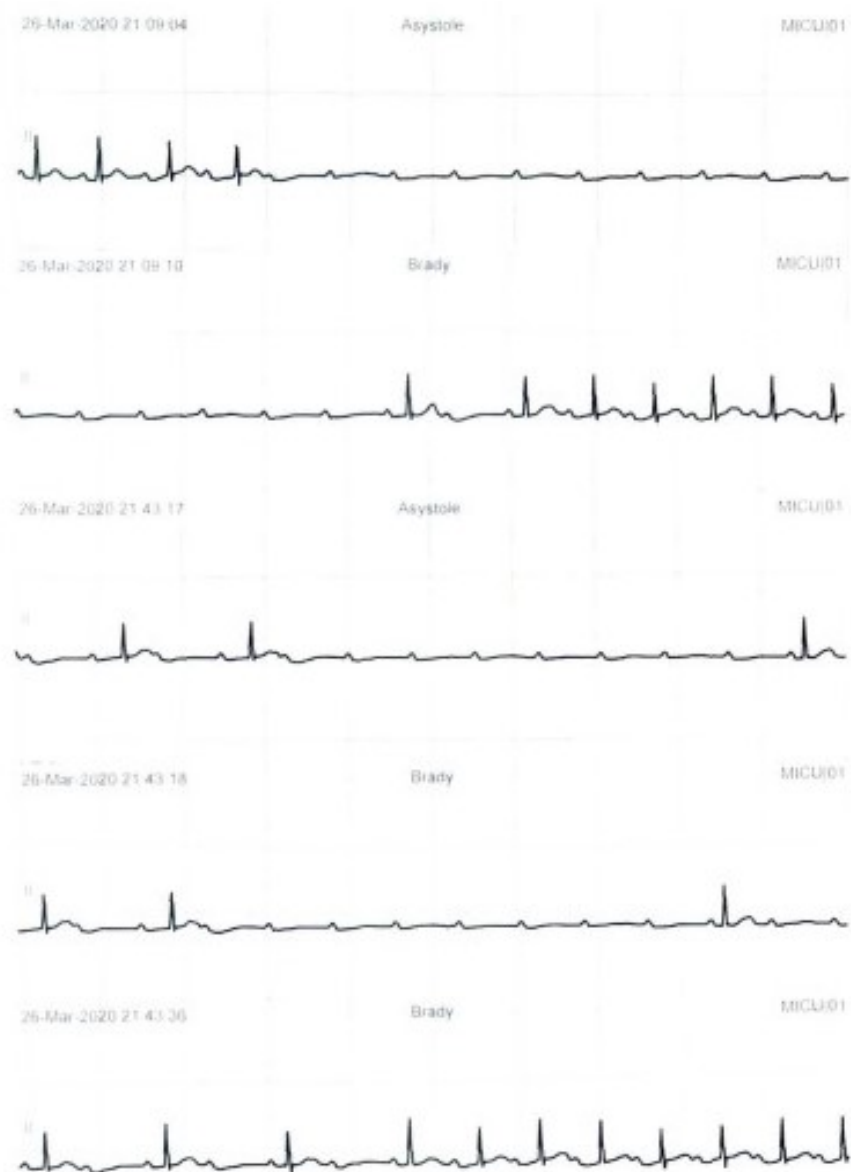 26-Mar-2020 21 09:04 Asystole MICU|01
II
26-Mar-2020 21 09 10 Brady MICU|01
II
26-Mar-2020 21 43 17 Asystole MICU|01
II
26-Mar-2020 21 43 18 Brady MICU|01
II
26-Mar-2020 21 43 36 Brady MICU|01
II